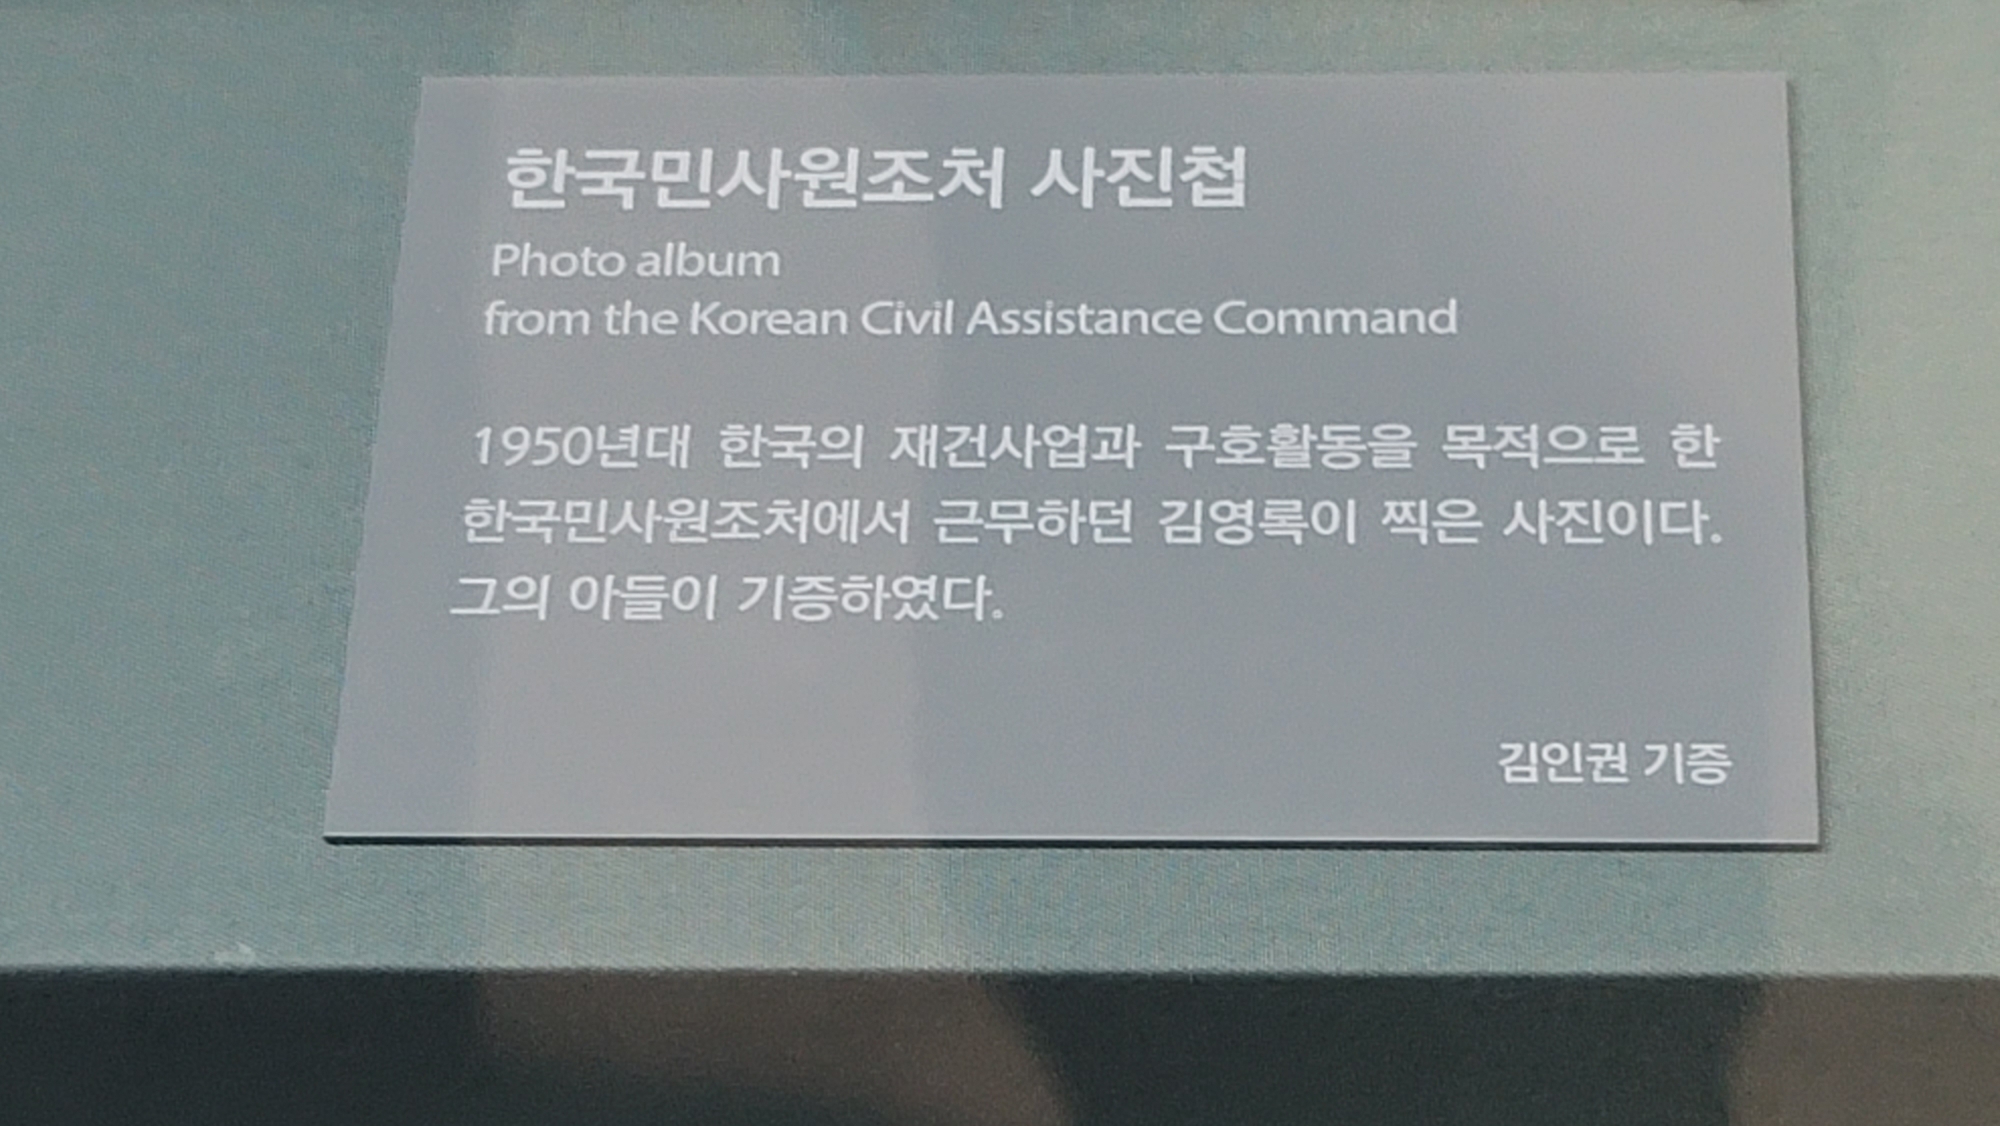 한국민사원조처 사진첩
Photo album
from the Korean Civil Assistance Command
1950년대 한국의 재건사업과 구호활동을 목적으로 한
한국민사원조처에서 근무하던 김영록이 찍은 사진이다.
그의 아들이 기증하였다.
김인권 기증